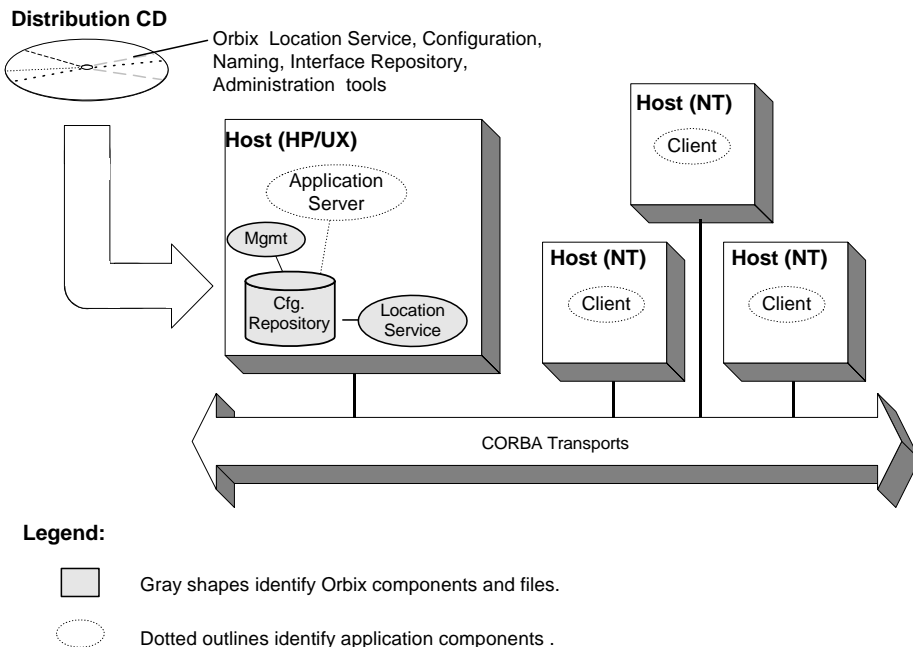 Distribution CD
Orbix Location Service, Configuration,
Naming, Interface Repository,
Administration tools
Host (HP/UX)
Application
Server
Mgmt
Cfg.
Repository
Location
Service
Host (NT)
Client
Host (NT)
Client
Host (NT)
Client
CORBA Transports
Legend:
Gray shapes identify Orbix components and files.
Dotted outlines identify application components .